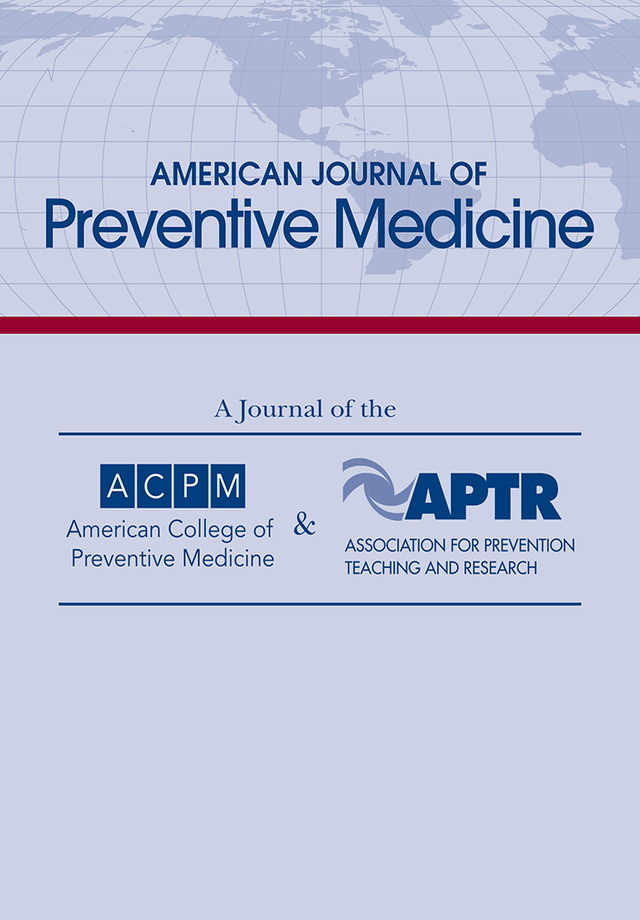 AMERICAN JOURNAL OF
Preventive Medicine
A Journal of the
ACPM
American College of
Preventive Medicine
&
APTR
ASSOCIATION FOR PREVENTION
TEACHING AND RESEARCH